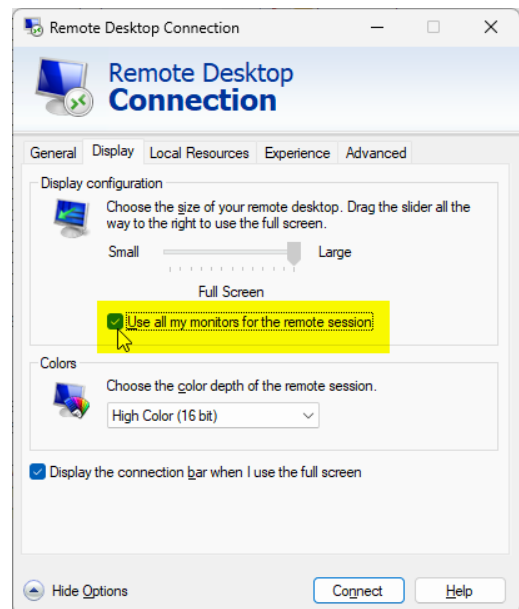 Remote Desktop Connection
Remote Desktop
Connection
General Display Local Resources Experience Advanced
Display configuration
Choose the size of your remote desktop. Drag the slider all the
way to the right to use the full screen.
Small Large
Full Screen
Use all my monitors for the remote session
Colors
Choose the color depth of the remote session.
High Color (16 bit)
Display the connection bar when I use the full screen
Hide Options Connect Help